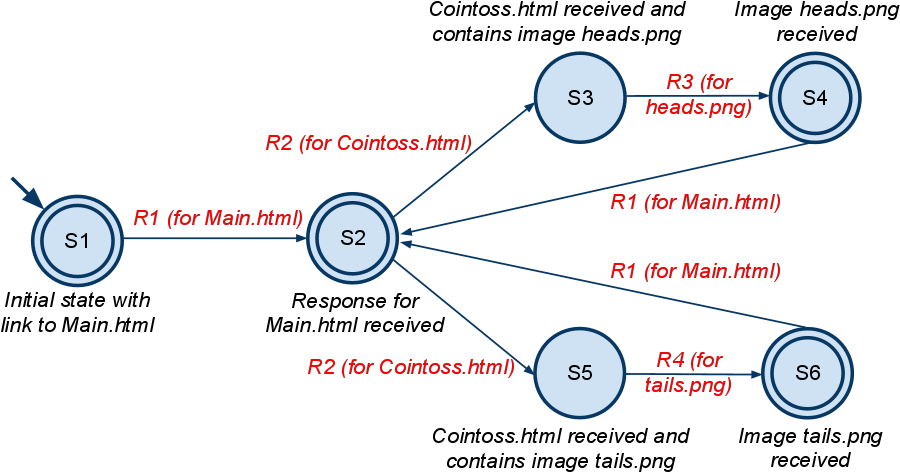 Cointoss.html received and
contains image heads.png
Image heads.png
received
S3
R3 (for
heads.png)
S4
R2 (for Cointoss.html)
R1 (for Main.html)
R1 (for Main.html)
S1
S2
R1 (for Main.html)
Initial state with
link to Main.html
Response for
Main.html received
R2 (for Cointoss.html)
S5
R4 (for
tails.png)
S6
Cointoss.html received and
contains image tails.png
Image tails.png
received